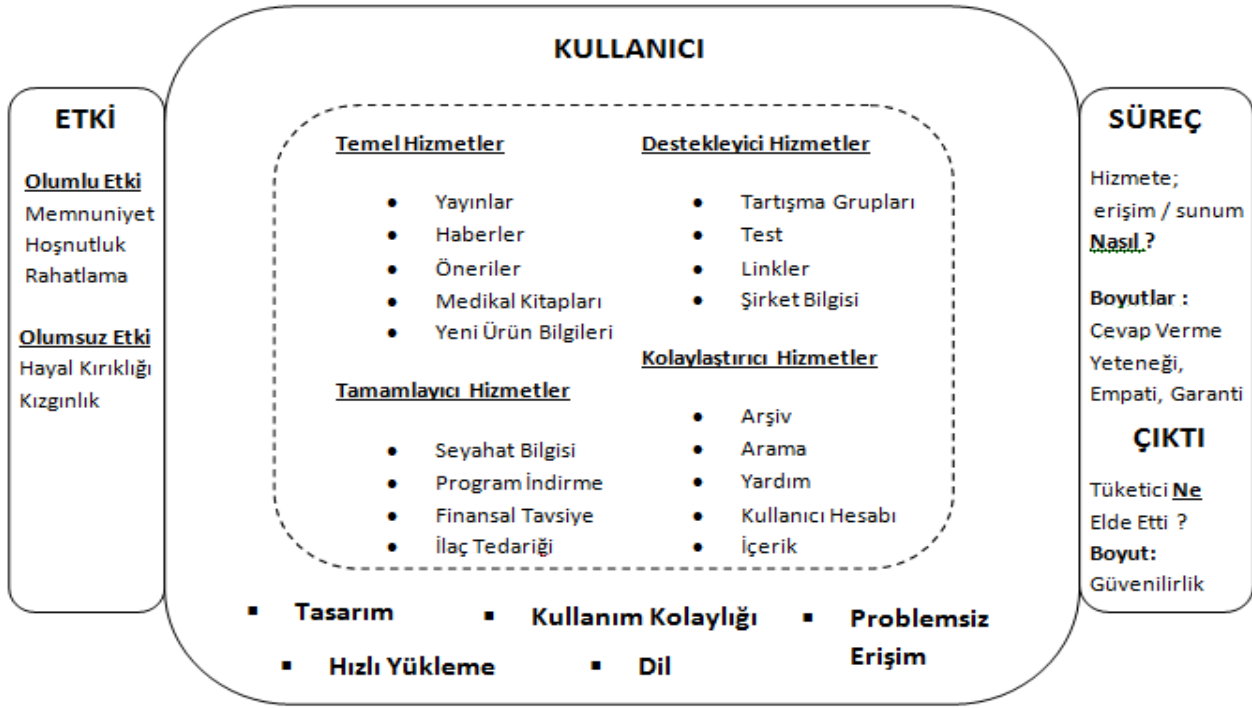 KULLANICI
ETKİ
Olumlu Etki
Memnuniyet
Hoşnutluk
Rahatlama
Olumsuz Etki
Hayal Kırıklığı
Kızgınlık
Temel Hizmetler
• Yayınlar
• Haberler
• Öneriler
• Medikal Kitapları
• Yeni Ürün Bilgileri
Tamamlayıcı Hizmetler
• Seyahat Bilgisi
• Program İndirme
• Finansal Tavsiye
• İlaç Tedariği
Destekleyici Hizmetler
• Tartışma Grupları
• Test
• Linkler
• Şirket Bilgisi
Kolaylaştırıcı Hizmetler
• Arşiv
• Arama
• Yardım
• Kullanıcı Hesabı
• İçerik
▪ Tasarım
▪ Kullanım Kolaylığı
▪ Problemsiz
Erişim
▪ Hızlı Yükleme
▪ Dil
SÜREÇ
Hizmete;
erişim / sunum
Nasıl ?
Boyutlar :
Cevap Verme
Yeteneği,
Empati, Garanti
ÇIKTI
Tüketici Ne
Elde Etti ?
Boyut:
Güvenilirlik